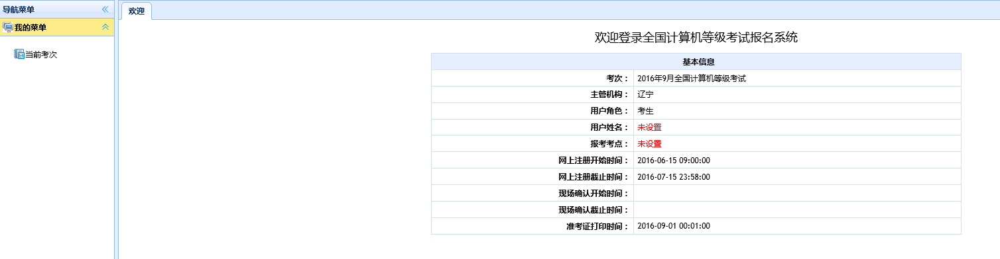 导航菜单
我的菜单
当前考次
欢迎
欢迎登录全国计算机等级考试报名系统
基本信息
考次： 2016年9月全国计算机等级考试
主管机构： 辽宁
用户角色： 考生
用户姓名： 未设置
报考考点： 未设置
网上注册开始时间： 2016-06-15 09:00:00
网上注册截止时间： 2016-07-15 23:58:00
现场确认开始时间：
现场确认截止时间：
准考证打印时间： 2016-09-01 00:01:00